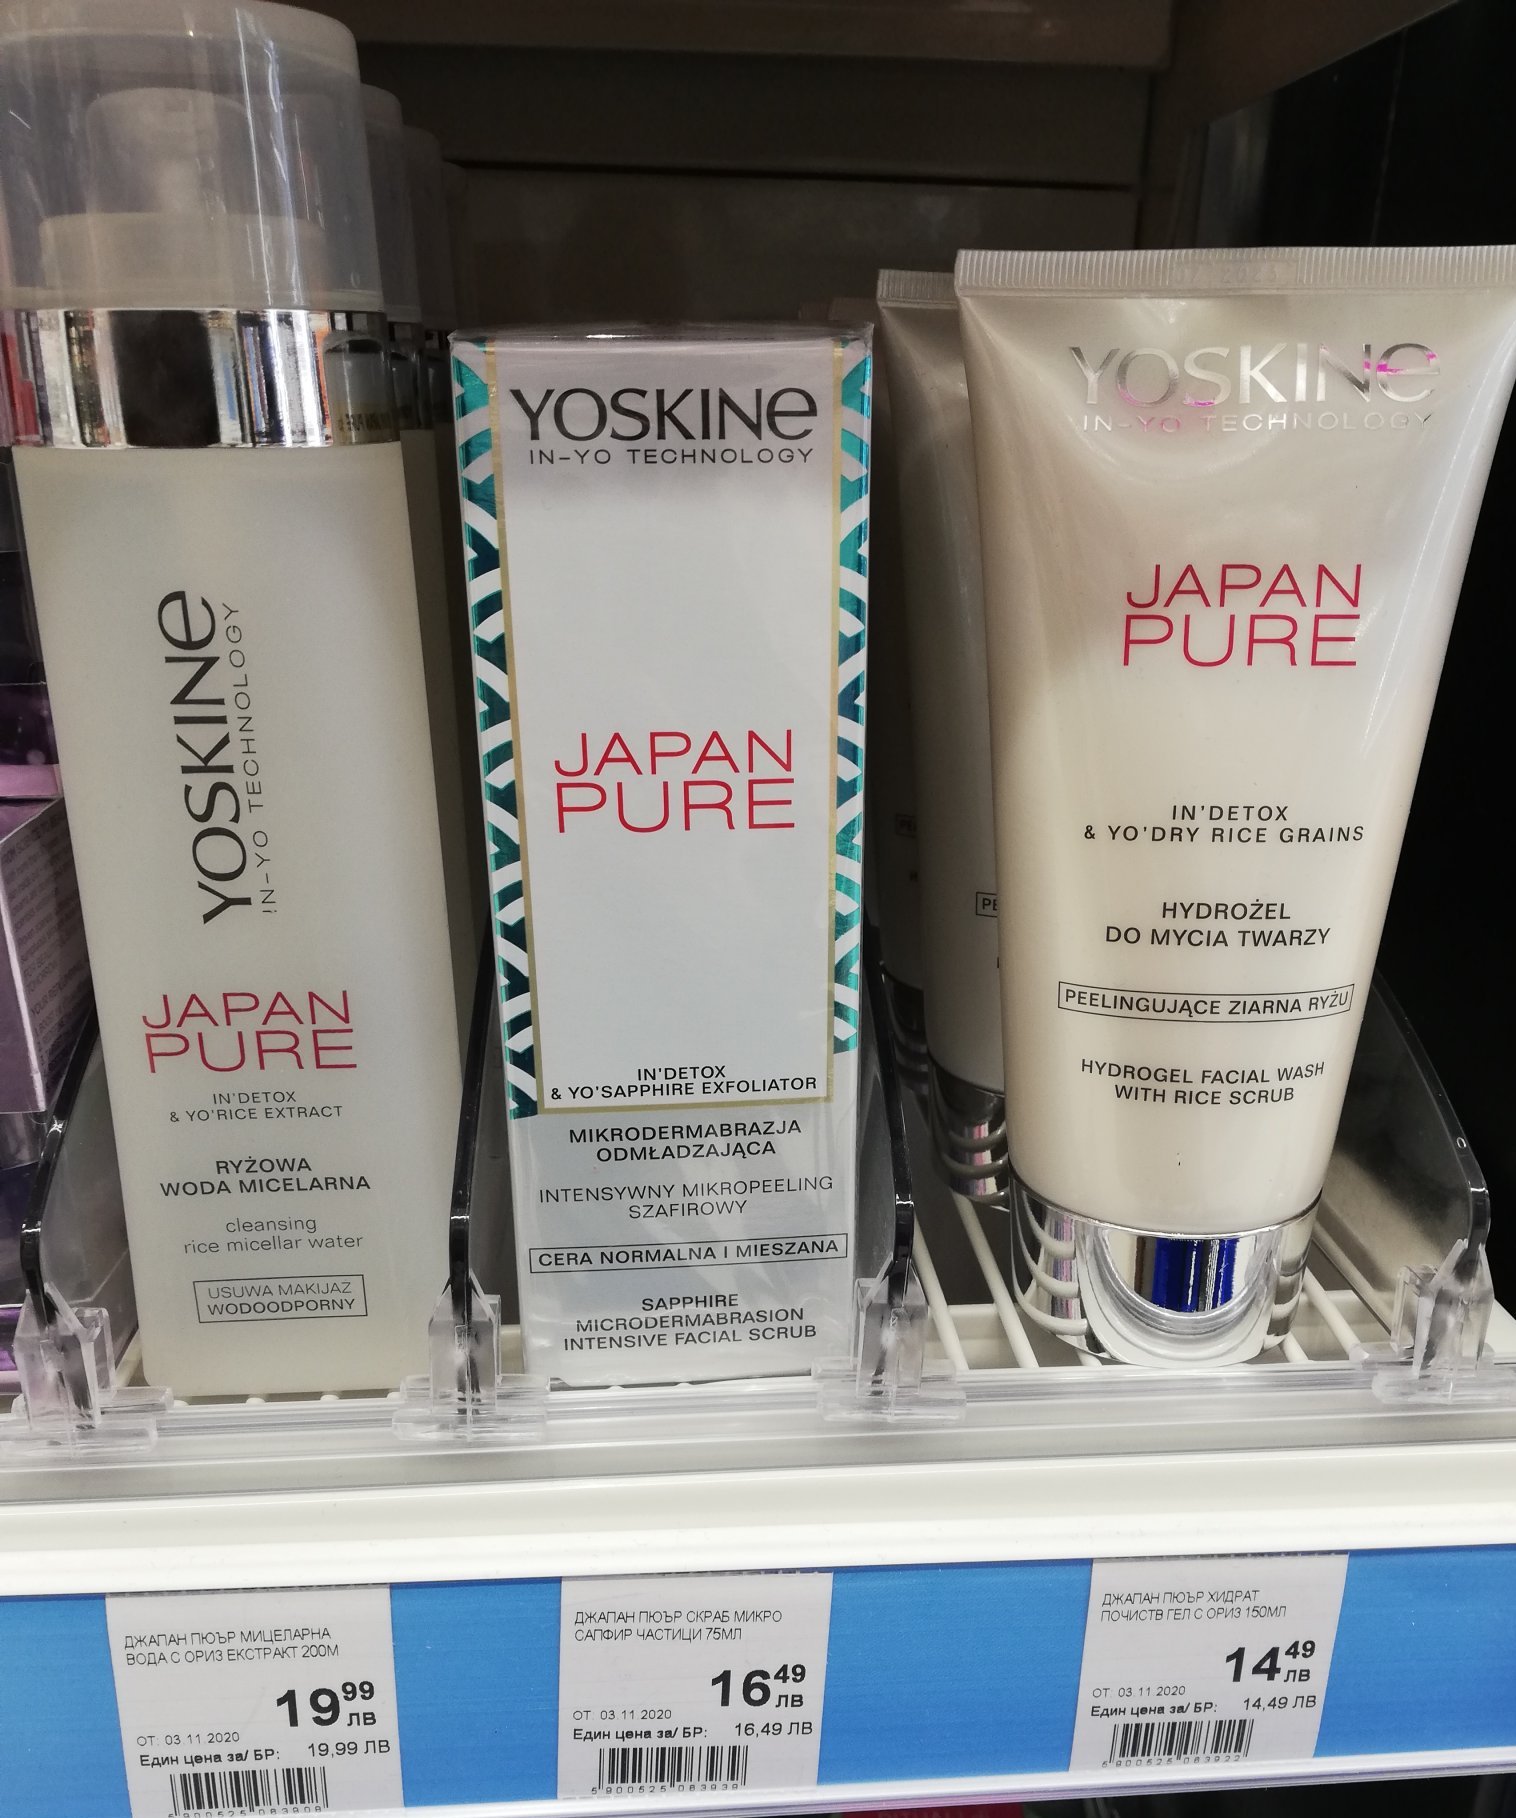 YOSKINE
IN-YO TECHNOLOGY
JAPAN
PURE
IN'DETOX
& YO'RICE EXTRACT
RYŻOWA
WODA MICELARNA
cleansing
rice micellar water
USUWA MAKIJAZ
WODOODPORNY
YOSKINE
IN-YO TECHNOLOGY
JAPAN
PURE
IN'DETOX
& YO'SAPPHIRE EXFOLIATOR
MIKRODERMABRAZJA
ODMŁADZAJĄCA
INTENSYWNY MIKROPEELING
SZAFIROWY
CERA NORMALNA I MIESZANA
SAPPHIRE
MICRODERMABRASION
INTENSIVE FACIAL SCRUB
YOSKINE
IN-YO TECHNOLOGY
JAPAN
PURE
IN'DETOX
& YO'DRY RICE GRAINS
HYDROŻEL
DO MYCIA TWARZY
PEELINGUJĄCE ZIARNA RYŻU
HYDROGEL FACIAL WASH
WITH RICE SCRUB
ДЖАПАН ПЮЪР МИЦЕЛАРНА
ВОДА С ОРИЗ ЕКСТРАКТ 200М
19 99 ЛВ
ОТ: 03.11.2020
Един цена за/ БР: 19,99 ЛВ
5900525083908
ДЖАПАН ПЮЪР СКРАБ МИКРО
САПФИР ЧАСТИЦИ 75МЛ
16 49 ЛВ
ОТ: 03.11.2020
Един цена за/ БР: 16,49 ЛВ
5900525083939
ДЖАПАН ПЮЪР ХИДРАТ
ПОЧИСТВ ГЕЛ С ОРИЗ 150МЛ
14 49 ЛВ
ОТ: 03.11.2020
Един цена за/ БР: 14,49 ЛВ
5900525083922